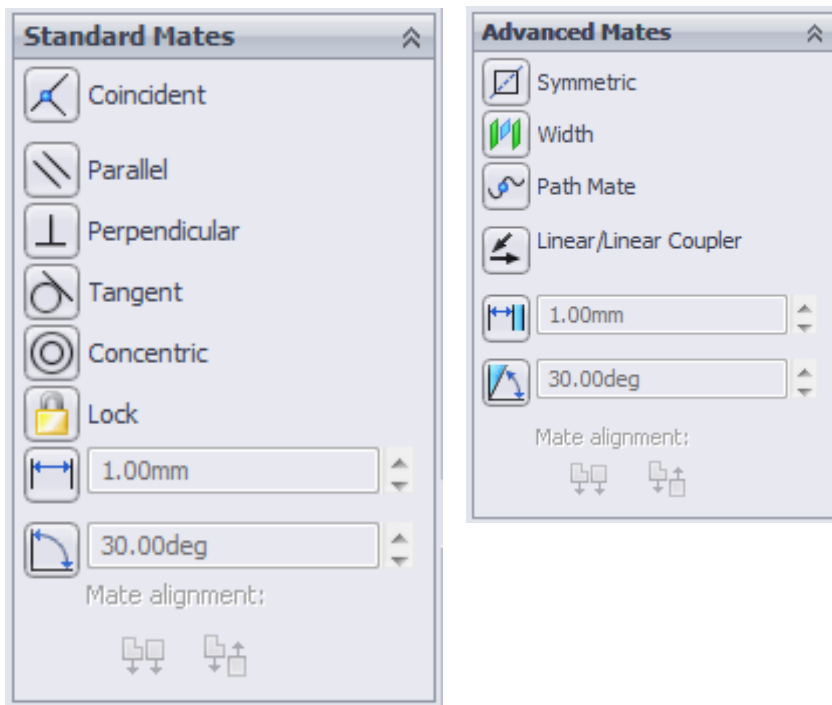 Standard Mates
Coincident
Parallel
Perpendicular
Tangent
Concentric
Lock
1.00mm
30.00deg
Mate alignment:
Advanced Mates
Symmetric
Width
Path Mate
Linear/Linear Coupler
1.00mm
30.00deg
Mate alignment: